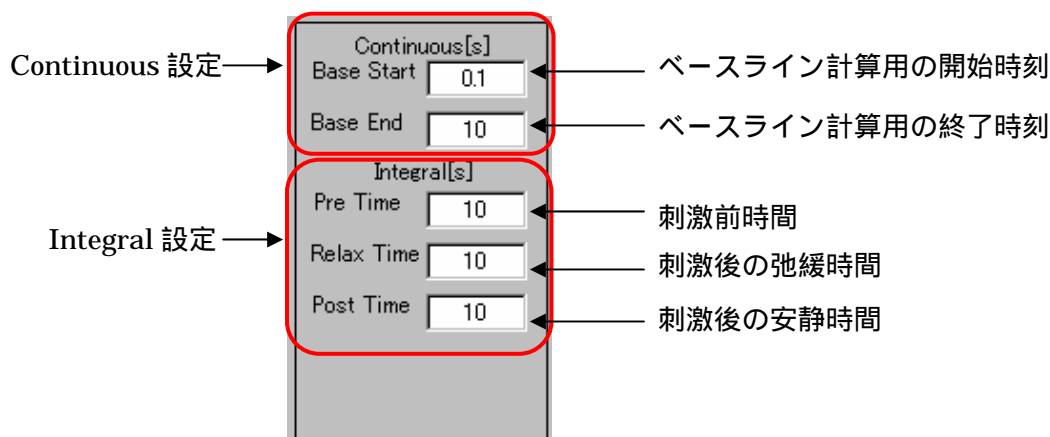 Continuous[s]
Continuous 設定
Base Start 0.1 ベースライン計算用の開始時刻
Base End 10 ベースライン計算用の終了時刻
Integral[s]
Pre Time 10 刺激前時間
Integral 設定
Relax Time 10 刺激後の弛緩時間
Post Time 10 刺激後の安静時間